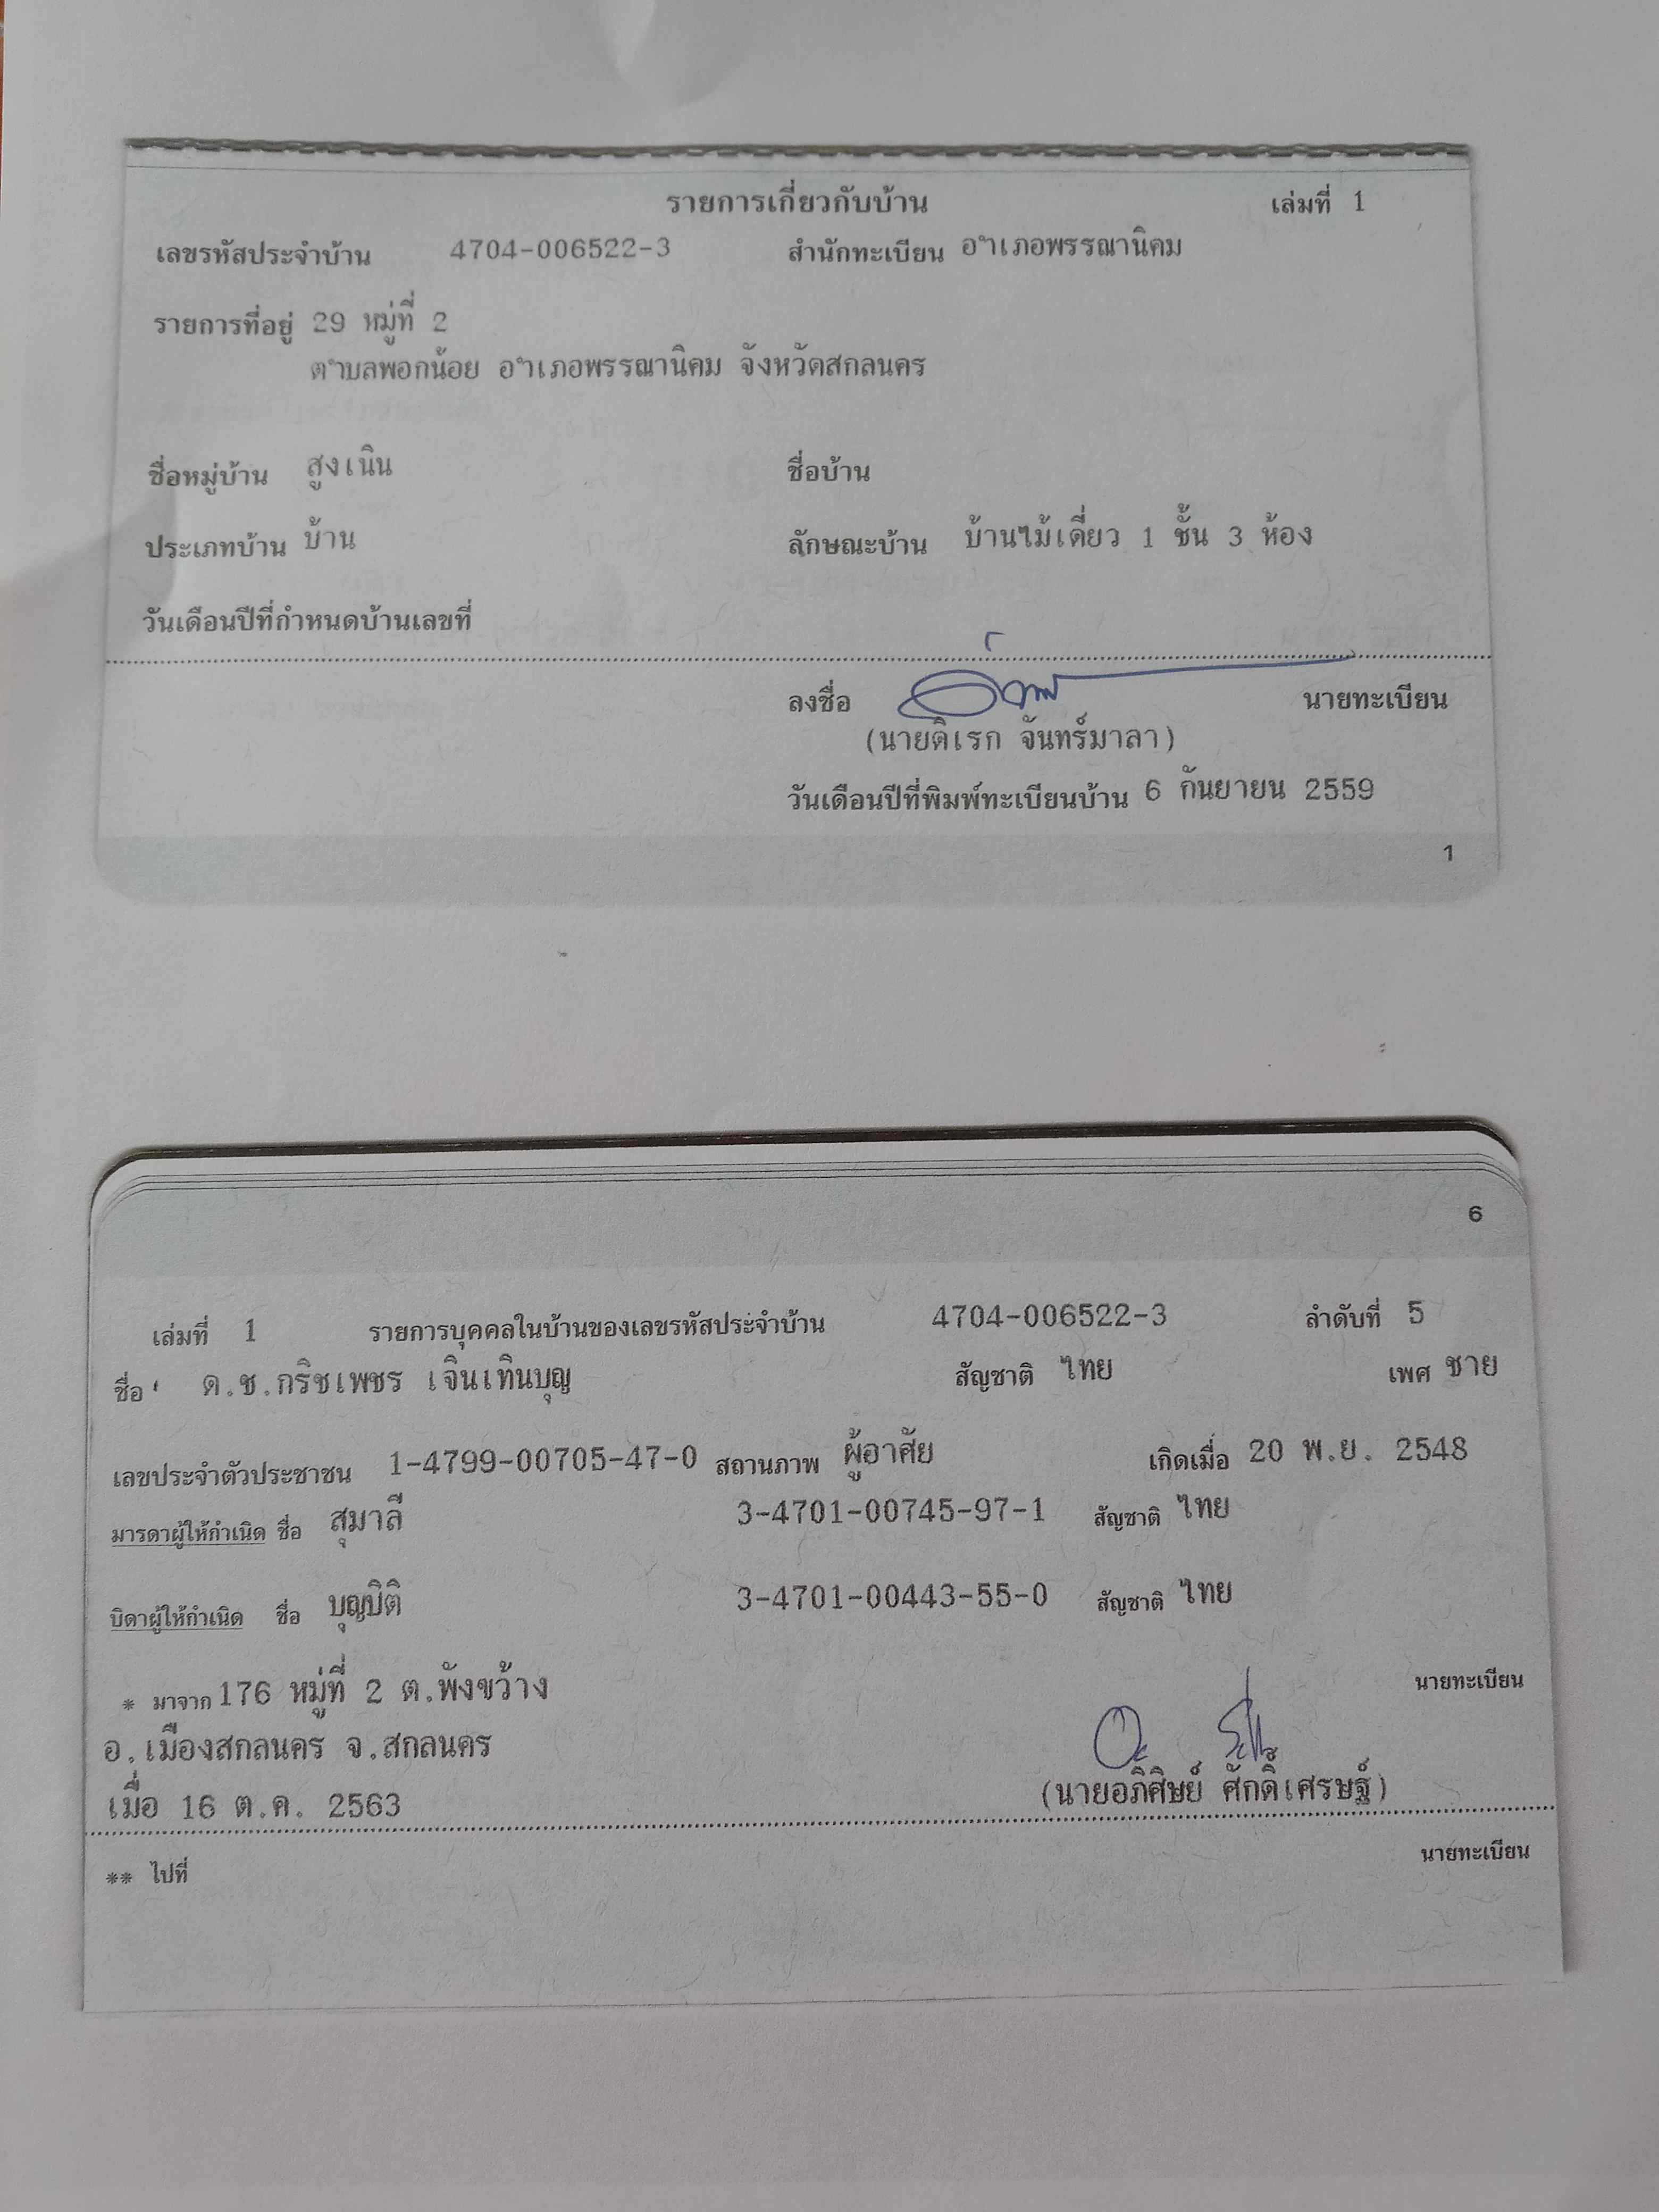 รายการเกี่ยวกับบ้าน เล่มที่ 1
เลขรหัสประจำบ้าน 4704-006522-3 สำนักทะเบียน อำเภอพรรณานิคม
รายการที่อยู่ 29 หมู่ที่ 2
ตำบลพอกน้อย อำเภอพรรณานิคม จังหวัดสกลนคร
ชื่อหมู่บ้าน สูงเนิน ชื่อบ้าน
ประเภทบ้าน บ้าน ลักษณะบ้าน บ้านไม้เดี่ยว 1 ชั้น 3 ห้อง
วันเดือนปีที่กำหนดบ้านเลขที่
ลงชื่อ นายทะเบียน
(นายดิเรก จันทร์มาลา)
วันเดือนปีที่พิมพ์ทะเบียนบ้าน 6 กันยายน 2559
1
6
เล่มที่ 1 รายการบุคคลในบ้านของเลขรหัสประจำบ้าน 4704-006522-3 ลำดับที่ 5
ชื่อ ด.ช.กริชเพชร เจินเทินบุญ สัญชาติ ไทย เพศ ชาย
เลขประจำตัวประชาชน 1-4799-00705-47-0 สถานภาพ ผู้อาศัย เกิดเมื่อ 20 พ.ย. 2548
มารดาผู้ให้กำเนิด ชื่อ สุมาลี 3-4701-00745-97-1 สัญชาติ ไทย
บิดาผู้ให้กำเนิด ชื่อ บุญปิติ 3-4701-00443-55-0 สัญชาติ ไทย
* มาจาก 176 หมู่ที่ 2 ต.พังขว้าง นายทะเบียน
อ.เมืองสกลนคร จ.สกลนคร
เมื่อ 16 ต.ค. 2563 (นายอภิศิษย์ ศักดิ์เศรษฐ์)
** ไปที่ นายทะเบียน